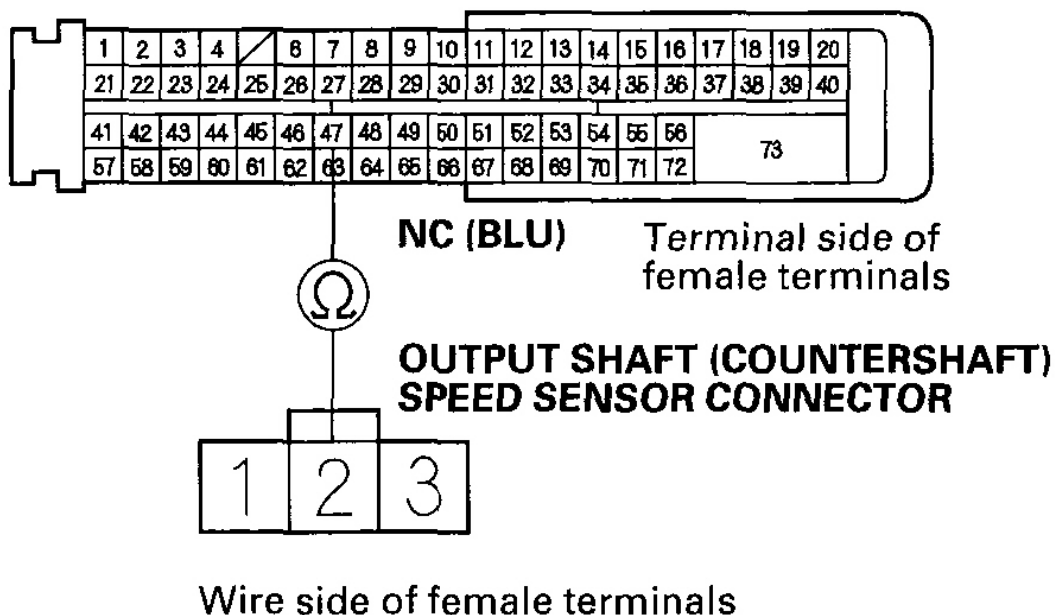 1 2 3 4 6 7 8 9 10 11 12 13 14 15 16 17 18 19 20
21 22 23 24 25 26 27 28 29 30 31 32 33 34 35 36 37 38 39 40
41 42 43 44 45 46 47 48 49 50 51 52 53 54 55 56 73
57 58 59 60 61 62 63 64 65 66 67 68 69 70 71 72
NC (BLU)
Terminal side of
female terminals
Ω
OUTPUT SHAFT (COUNTERSHAFT)
SPEED SENSOR CONNECTOR
1 2 3
Wire side of female terminals